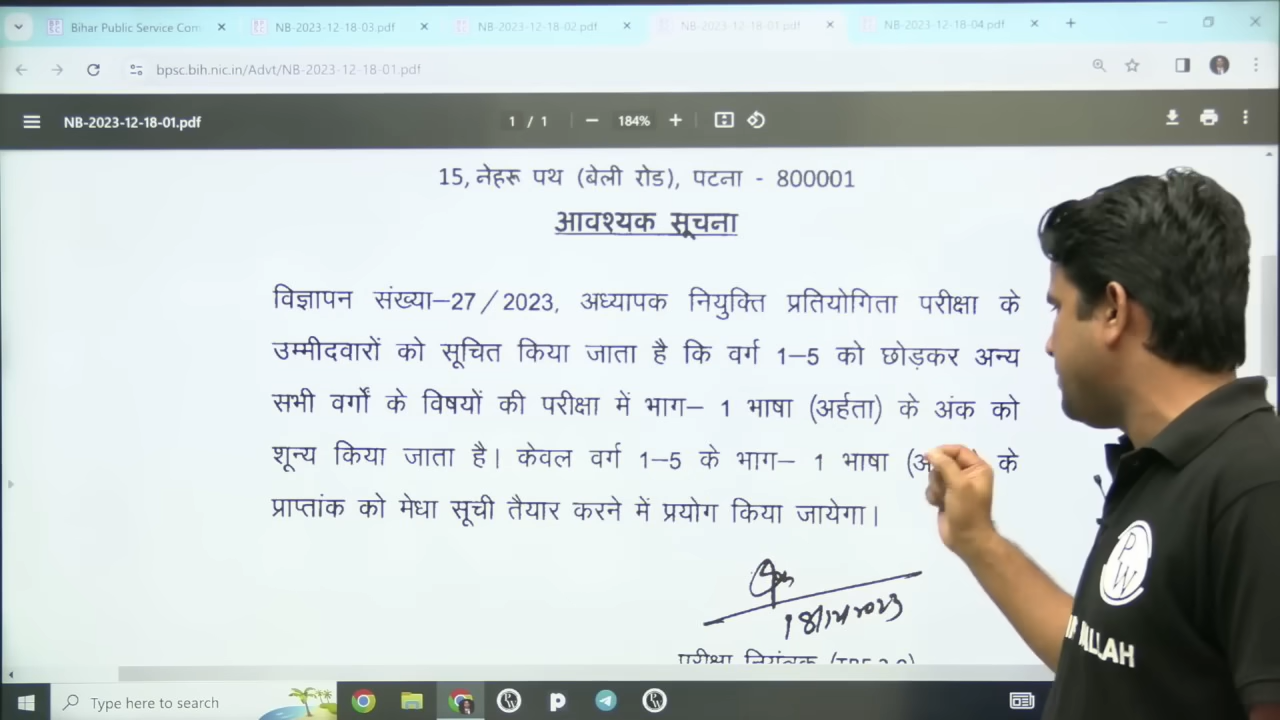 Bihar Public Service Com
NB-2023-12-18-03.pdf
NB-2023-12-18-02.pdf
NB-2023-12-18-01.pdf
NB-2023-12-18-04.pdf
bpsc.bih.nic.in/Advt/NB-2023-12-18-01.pdf
NB-2023-12-18-01.pdf
1 / 1
184%
15, नेहरू पथ (बेली रोड), पटना - 800001
आवश्यक सूचना
विज्ञापन संख्या–27/2023, अध्यापक नियुक्ति प्रतियोगिता परीक्षा के
उम्मीदवारों को सूचित किया जाता है कि वर्ग 1–5 को छोड़कर अन्य
सभी वर्गों के विषयों की परीक्षा में भाग– 1 भाषा (अर्हता) के अंक को
शून्य किया जाता है। केवल वर्ग 1–5 के भाग– 1 भाषा के
प्राप्तांक को मेधा सूची तैयार करने में प्रयोग किया जायेगा।
परीक्षा नियंत्रक
PW
Type here to search